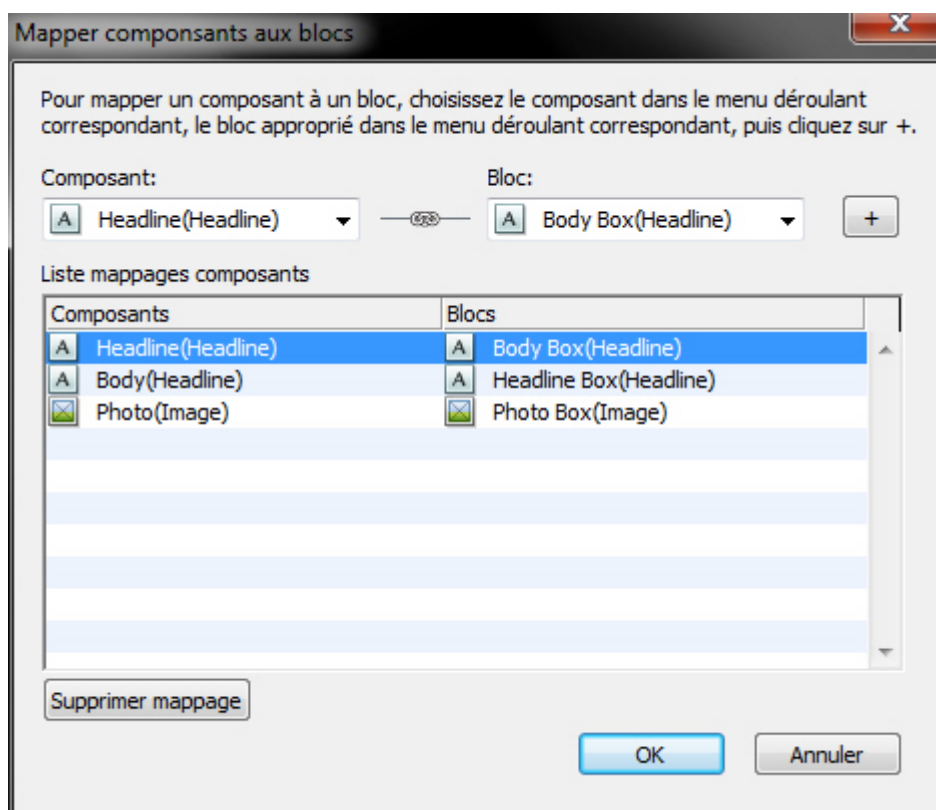 Mapper componsants aux blocs
X
Pour mapper un composant à un bloc, choisissez le composant dans le menu déroulant
correspondant, le bloc approprié dans le menu déroulant correspondant, puis cliquez sur +.
Composant: Bloc:
A Headline(Headline) A Body Box(Headline) +
Liste mappages composants
Composants Blocs
A Headline(Headline) A Body Box(Headline)
A Body(Headline) A Headline Box(Headline)
Photo(Image) Photo Box(Image)
Supprimer mappage
OK Annuler